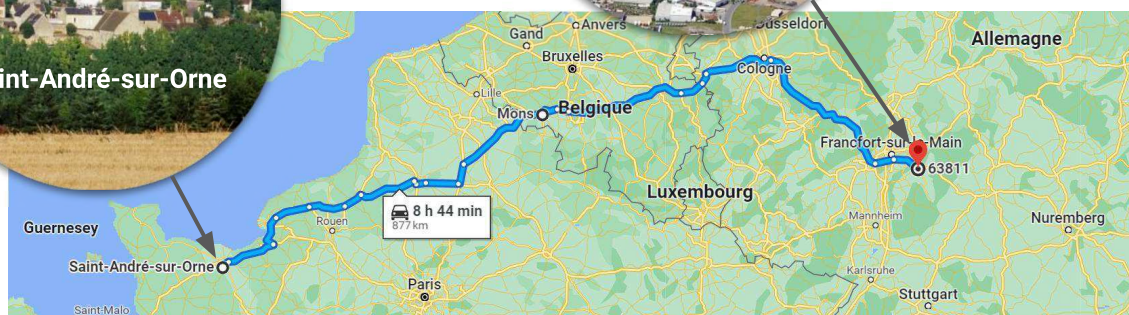 int-André-sur-Orne
Anvers
Gand
Dusseldorf
Allemagne
Bruxelles
Cologne
Lille
Mons
Belgique
Francfort-sur-le-Main
63811
Luxembourg
8 h 44 min
877 km
Rouen
Mannheim
Nuremberg
Guernesey
Saint-André-sur-Orne
Karlsruhe
Paris
Stuttgart
Saint-Malo